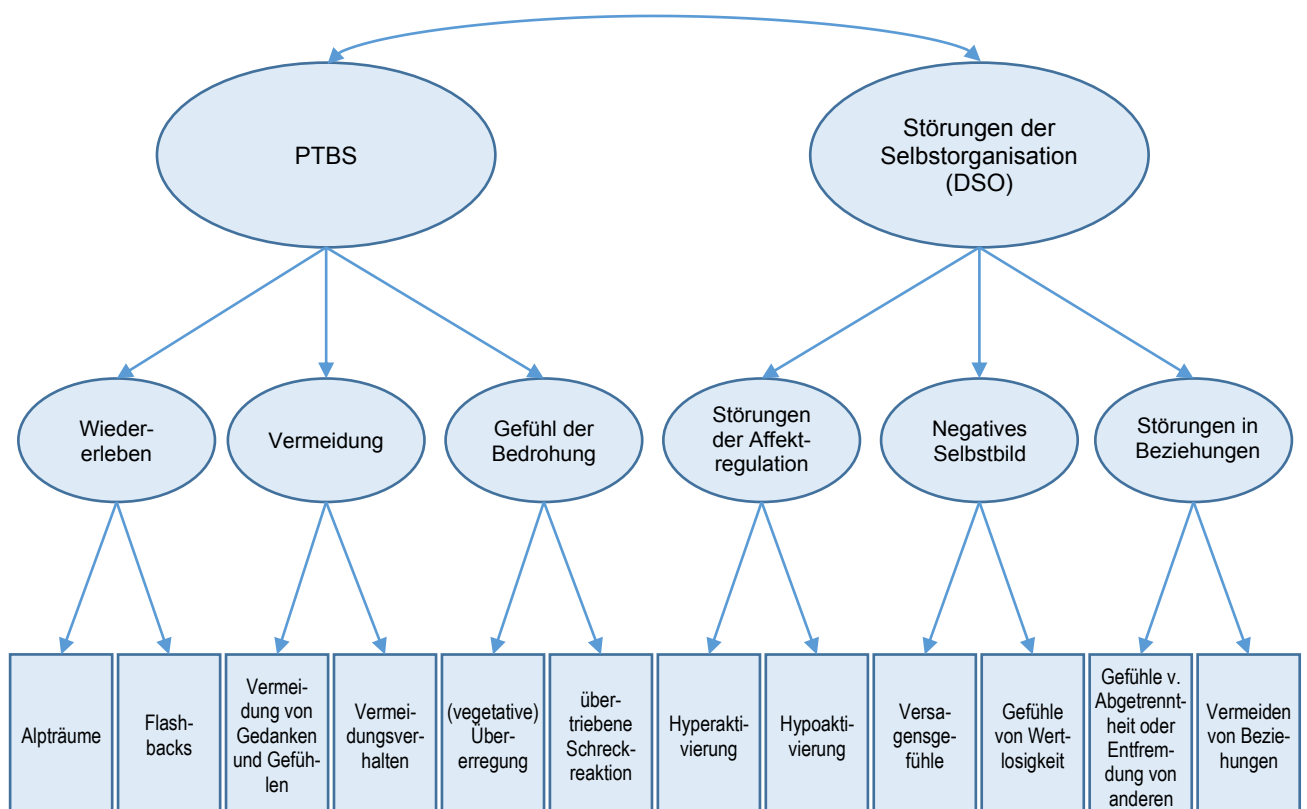 PTBS
Störungen der
Selbstorganisation
(DSO)
Wieder-
erleben
Vermeidung
Gefühl der
Bedrohung
Störungen
der Affekt-
regulation
Negatives
Selbstbild
Störungen in
Beziehungen
Alpträume
Flash-
backs
Vermei-
dung von
Gedanken
und Gefüh-
len
Vermei-
dungsver-
halten
(vegetative)
Über-
erregung
über-
triebene
Schreck-
reaktion
Hyperakti-
vierung
Hypoakti-
vierung
Versa-
gensge-
fühle
Gefühle
von Wert-
losigkeit
Gefühle v.
Abgetrennt-
heit oder
Entfrem-
dung von
anderen
Vermeiden
von Bezie-
hungen